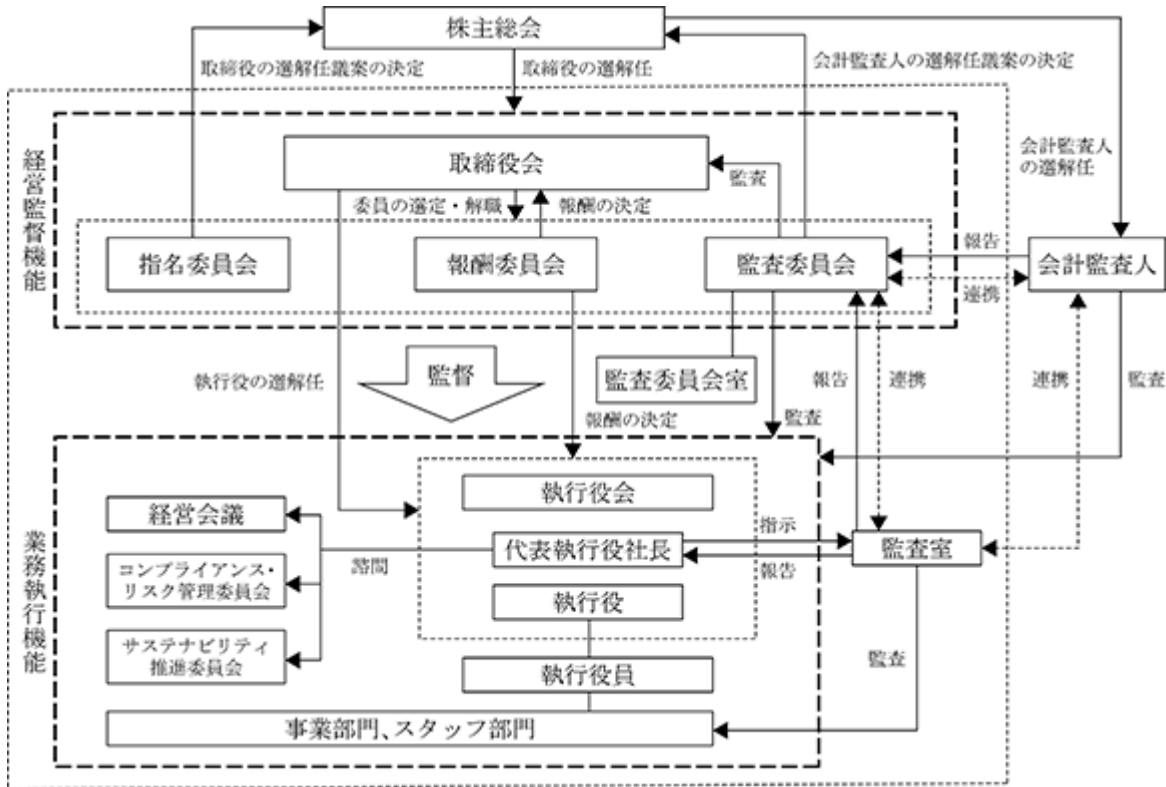 株主総会
取締役の選解任議案の決定
取締役の選解任
会計監査人の選解任議案の決定
経営監督機能
取締役会
監査
会計監査人
の選解任
委員の選定・解職
報酬の決定
指名委員会
報酬委員会
監査委員会
報告
会計監査人
連携
執行役の選解任
監督
監査委員会室
報告
連携
連携
監査
報酬の決定
監査
業務執行機能
執行役会
経営会議
代表執行役社長
指示
監査室
諮問
報告
コンプライアンス・
リスク管理委員会
執行役
サステナビリティ
推進委員会
執行役員
監査
事業部門、スタッフ部門